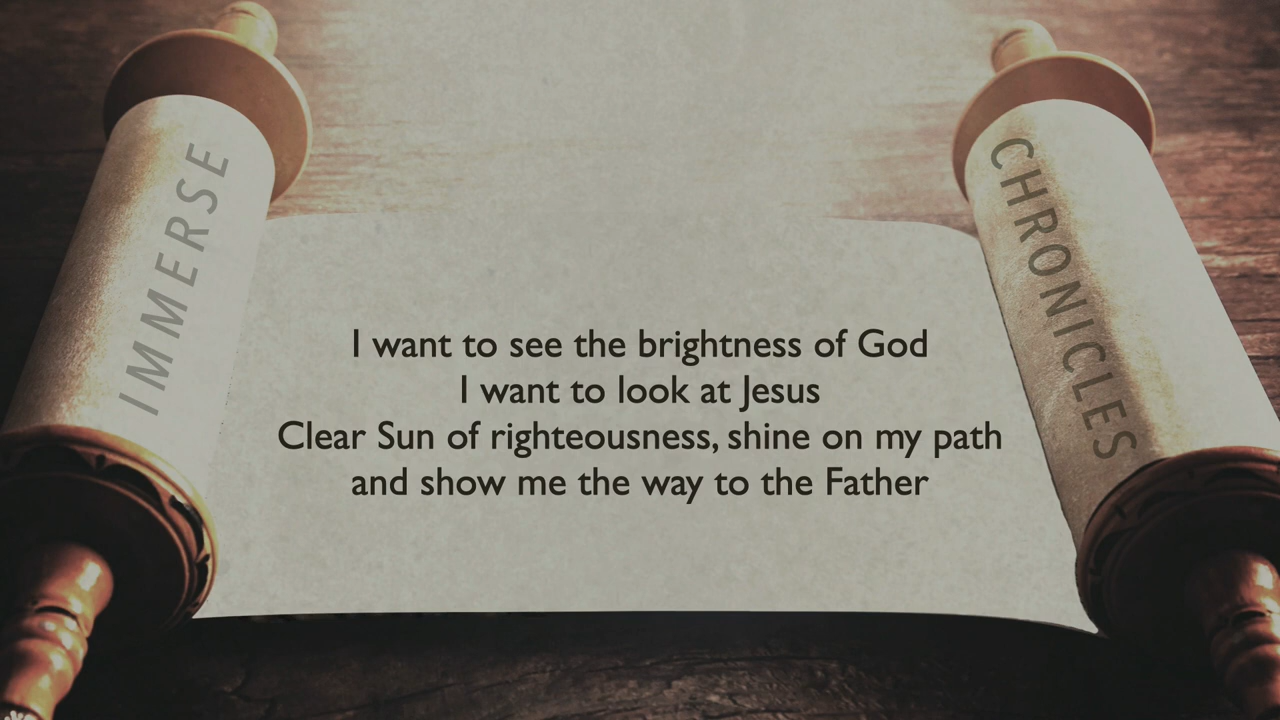 IMMERSE
CHRONICLES
I want to see the brightness of God
I want to look at Jesus
Clear Sun of righteousness, shine on my path
and show me the way to the Father